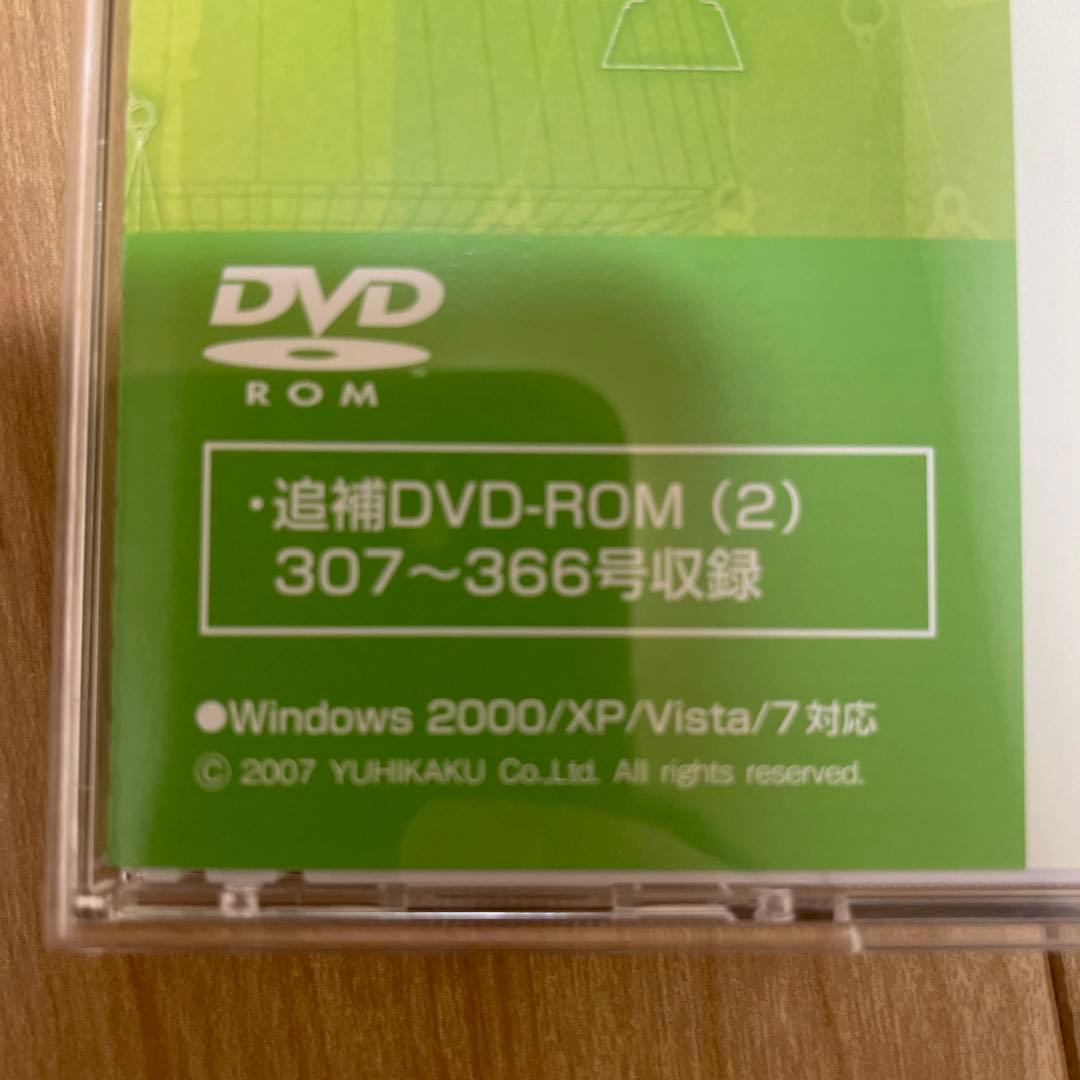 DVD
ROM
・追補DVD-ROM（2）
307～366号収録
●Windows 2000/XP/Vista/7対応
© 2007 YUHIKAKU Co.,Ltd. All rights reserved.